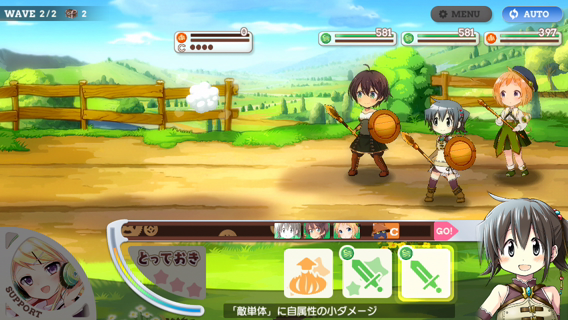 WAVE 2/2 2
MENU
AUTO
0
C
581
581
397
C
GO!
SUPPORT
とっておき
「敵単体」に自属性の小ダメージ